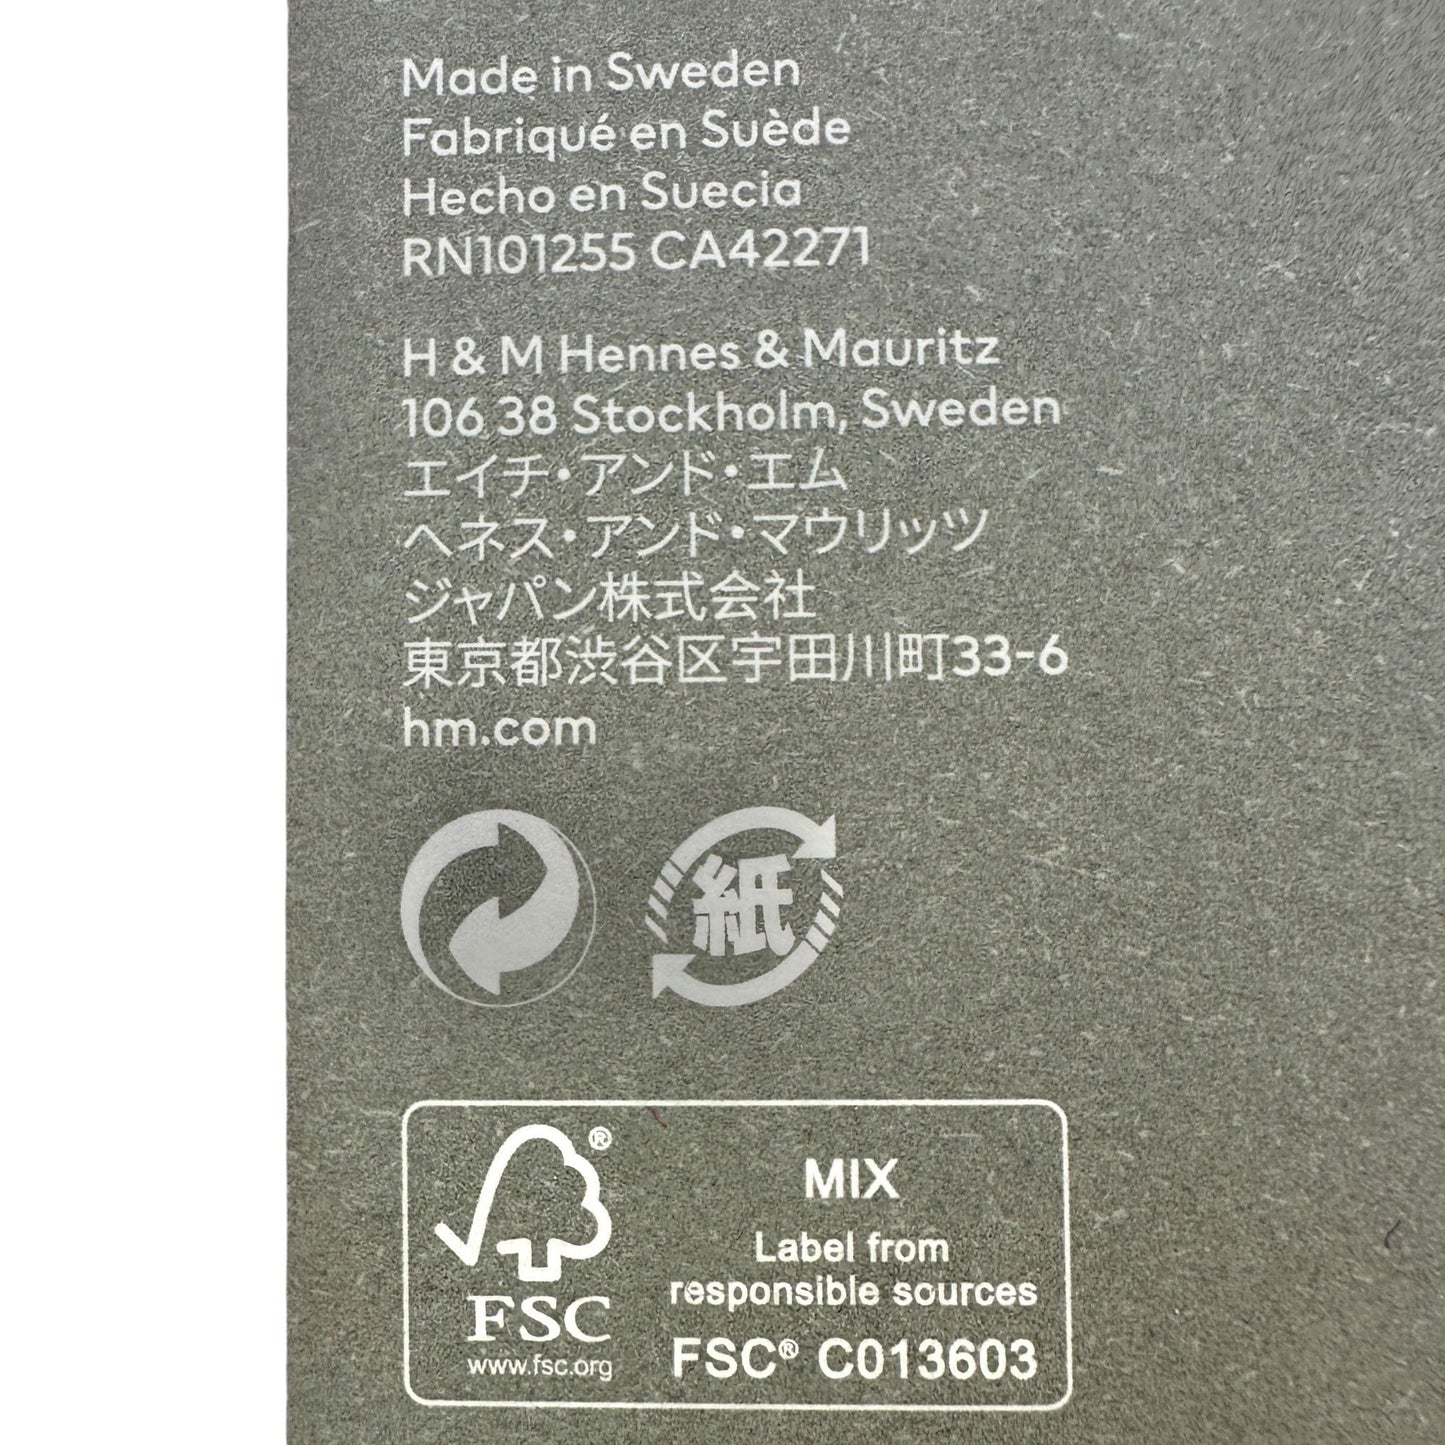 Made in Sweden
Fabriqué en Suède
Hecho en Suecia
RN101255 CA42271
H & M Hennes & Mauritz
106 38 Stockholm, Sweden
エイチ・アンド・エム
ヘネス・アンド・マウリッツ
ジャパン株式会社
東京都渋谷区宇田川町33-6
hm.com
紙
FSC®
www.fsc.org
MIX
Label from
responsible sources
FSC® C013603